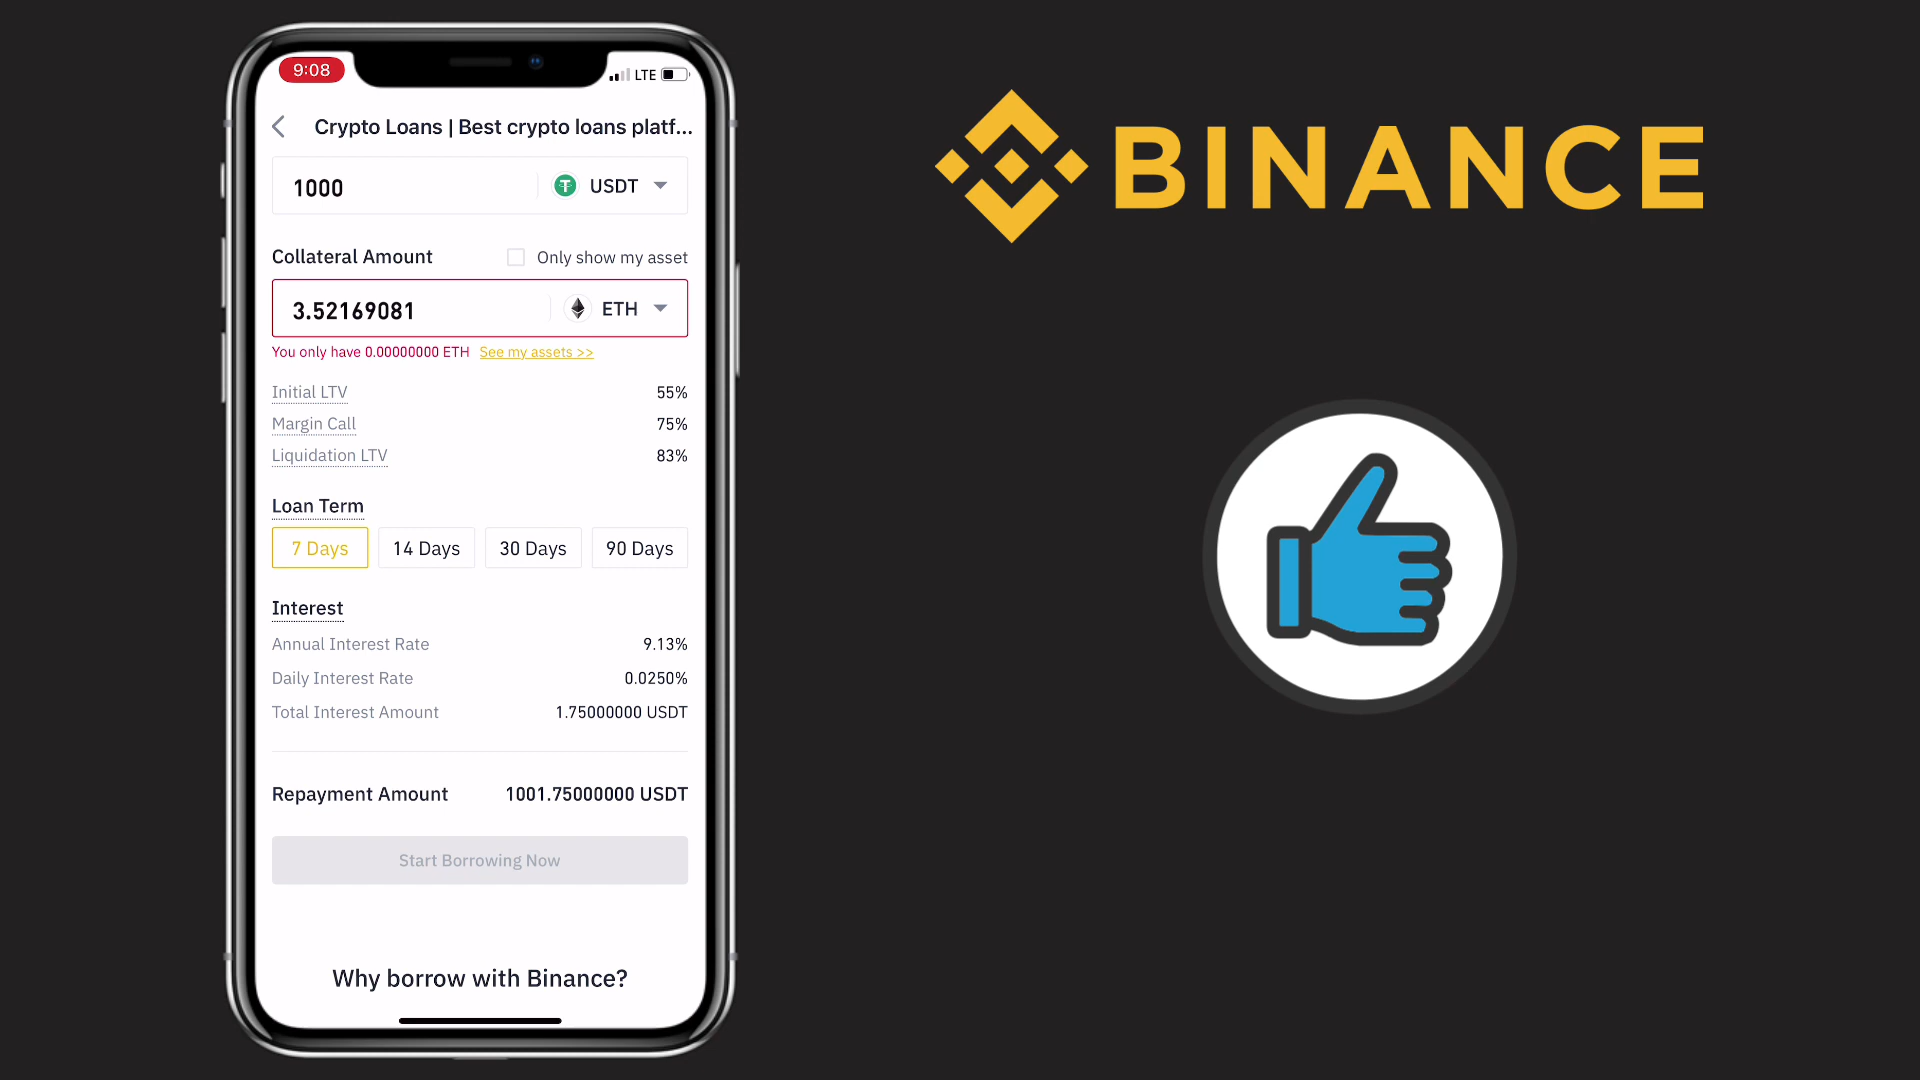 9:08 LTE
Crypto Loans | Best crypto loans platf...
1000 USDT
Collateral Amount Only show my asset
3.52169081 ETH
You only have 0.00000000 ETH See my assets >>
Initial LTV 55%
Margin Call 75%
Liquidation LTV 83%
Loan Term
7 Days 14 Days 30 Days 90 Days
Interest
Annual Interest Rate 9.13%
Daily Interest Rate 0.0250%
Total Interest Amount 1.75000000 USDT
Repayment Amount 1001.75000000 USDT
Start Borrowing Now
Why borrow with Binance?
BINANCE